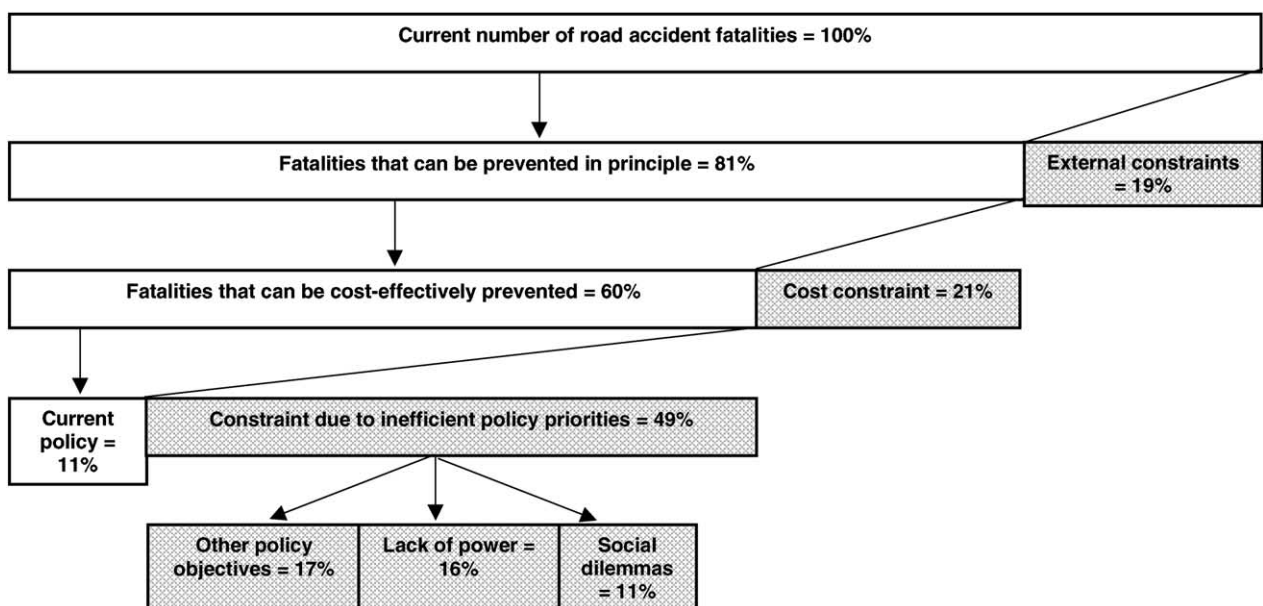 Current number of road accident fatalities = 100%
Fatalities that can be prevented in principle = 81%
External constraints
= 19%
Fatalities that can be cost-effectively prevented = 60%
Cost constraint = 21%
Current
policy =
11%
Constraint due to inefficient policy priorities = 49%
Other policy
objectives = 17%
Lack of power =
16%
Social
dilemmas
= 11%